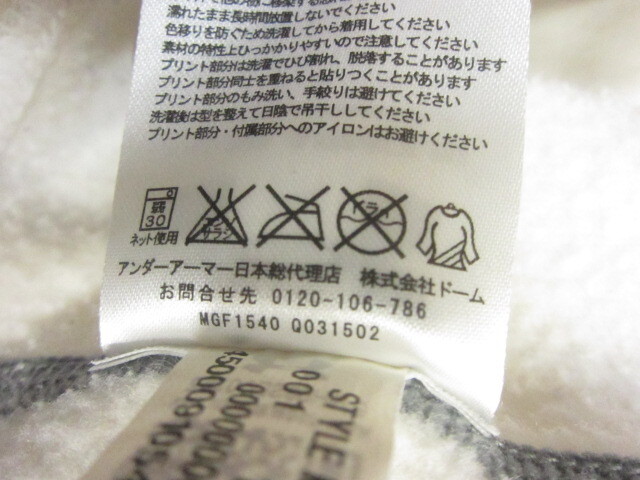 濡れたまま長時間放置しないでください
色移りを防ぐため洗濯してから着用してください
素材の特性上ひっかかりやすいので注意してください
プリント部分は洗濯でひび割れ、脱落することがあります
プリント部分同士を重ねると貼りつくことがあります
プリント部分のもみ洗い、手絞りは避けてください
洗濯後は型を整えて日陰で吊干ししてください
プリント部分・付属部分へのアイロンはお避けください
弱
30
エンソ
サラシ
ドライ
ネット使用
アンダーアーマー日本総代理店 株式会社ドーム
お問合せ先 0120-106-786
MGF1540 Q031502
STYLE
001